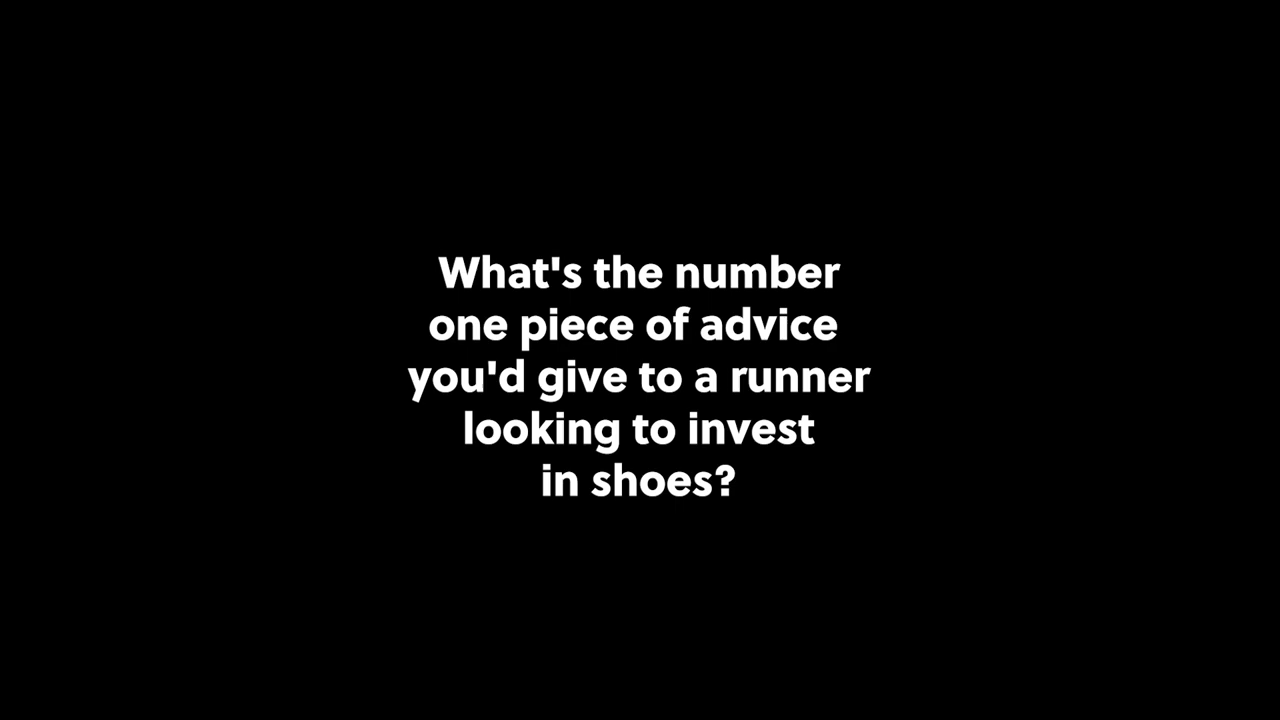 What's the number
one piece of advice
you'd give to a runner
looking to invest
in shoes?